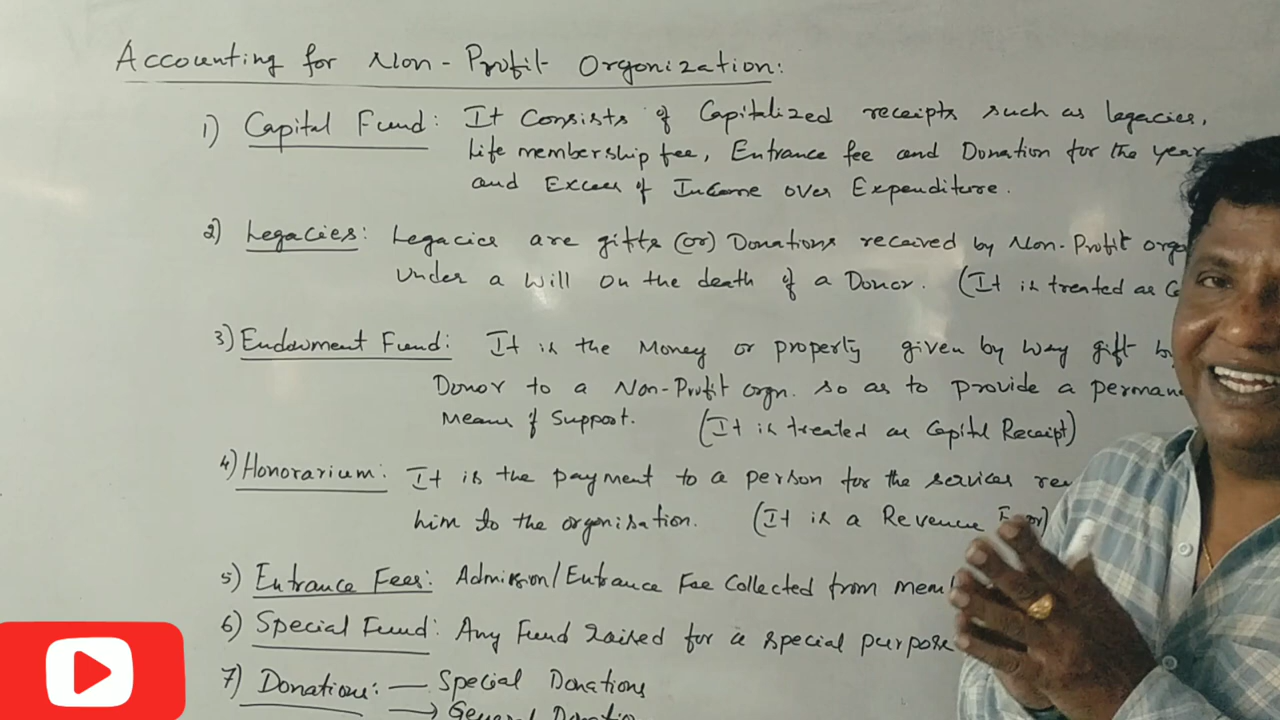 Accounting for Non-Profit Organization:
1) Capital Fund: It Consists of Capitalized receipts such as legacies,
Life membership fee, Entrance fee and Donation for the year
and Excess of Income over Expenditure.
2) Legacies: Legacies are gifts (or) Donations received by Non-Profit
Under a Will on the death of a Donor. (It is treated as
3) Endowment Fund: It is the Money or property given by way gift
Donor to a Non-Profit orgn. so as to provide a
Means of Support. (It is treated as Capital Receipt)
4) Honorarium: It is the payment to a person for the services
him to the organisation. (It is a Revenue
5) Entrance Fees: Admission/Entrance Fee Collected from
6) Special Fund: Any Fund raised for a special purpose
7) Donations: — Special Donations
→ General